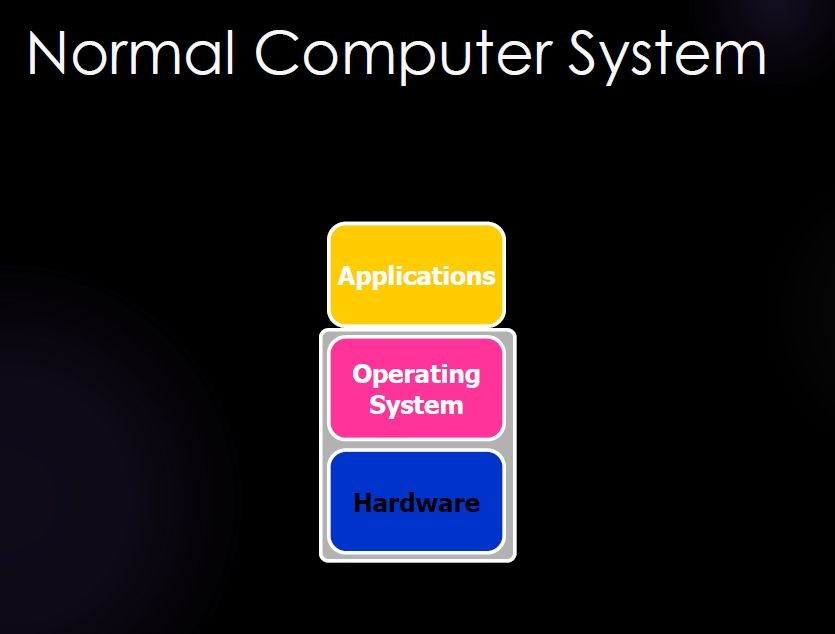 Normal Computer System
Applications
Operating
System
Hardware